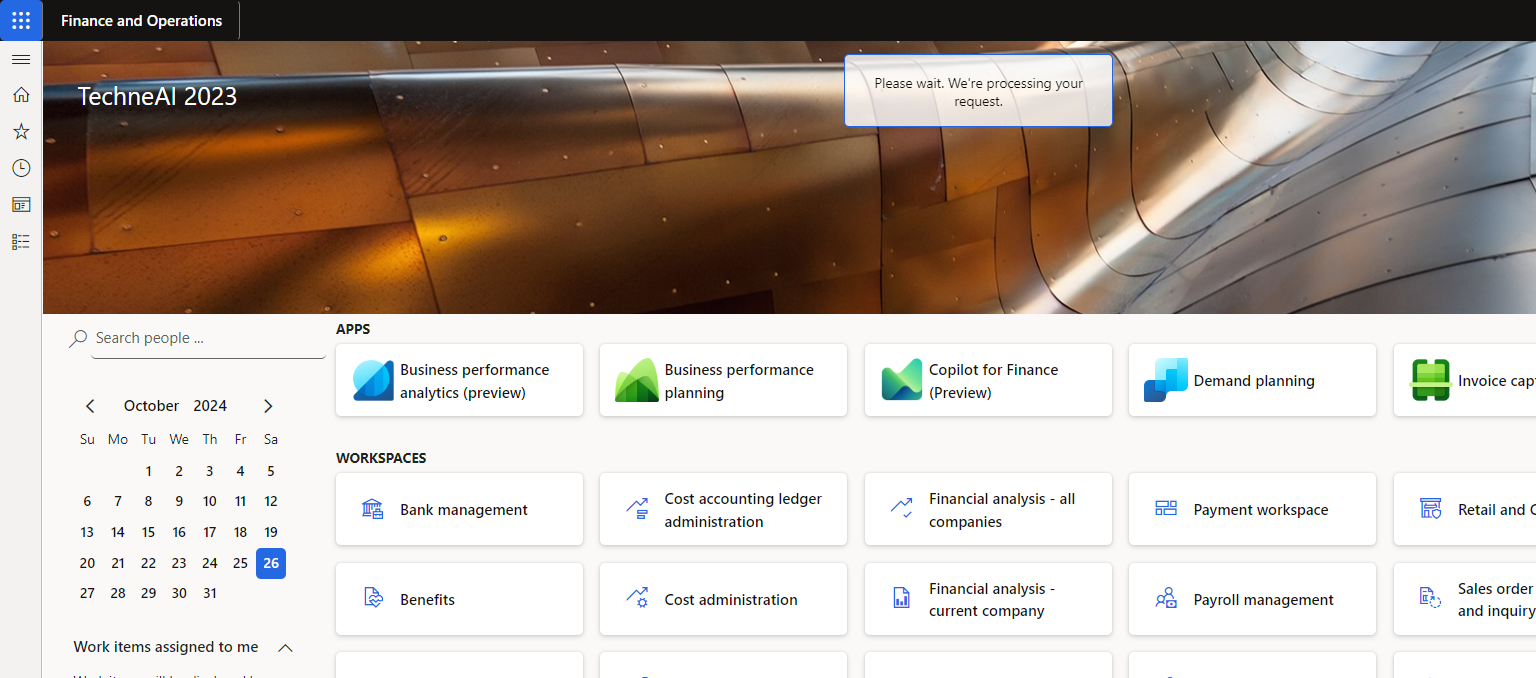 Finance and Operations
TechneAI 2023
Please wait. We're processing your
request.
Search people ...
October 2024
Su Mo Tu We Th Fr Sa
1 2 3 4 5
6 7 8 9 10 11 12
13 14 15 16 17 18 19
20 21 22 23 24 25 26
27 28 29 30 31
Work items assigned to me
APPS
Business performance
analytics (preview)
Business performance
planning
Copilot for Finance
(Preview)
Demand planning
Invoice
WORKSPACES
Bank management
Cost accounting ledger
administration
Financial analysis - all
companies
Payment workspace
Retail and
Benefits
Cost administration
Financial analysis -
current company
Payroll management
Sales order
and inquiry